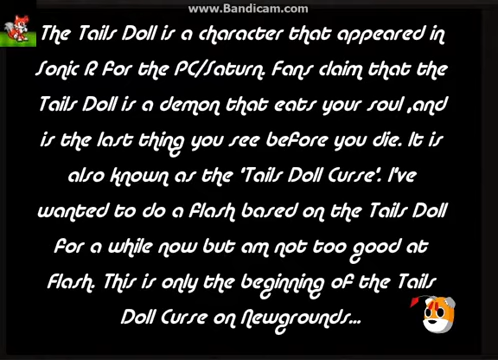 www.Bandicam.com
The Tails Doll is a character that appeared in
Sonic R for the PC/Saturn. Fans claim that the
Tails Doll is a demon that eats your soul ,and
is the last thing you see before you die. It is
also known as the 'Tails Doll Curse'. I've
wanted to do a flash based on the Tails Doll
for a while now but am not too good at
flash. This is only the beginning of the Tails
Doll Curse on Newgrounds...